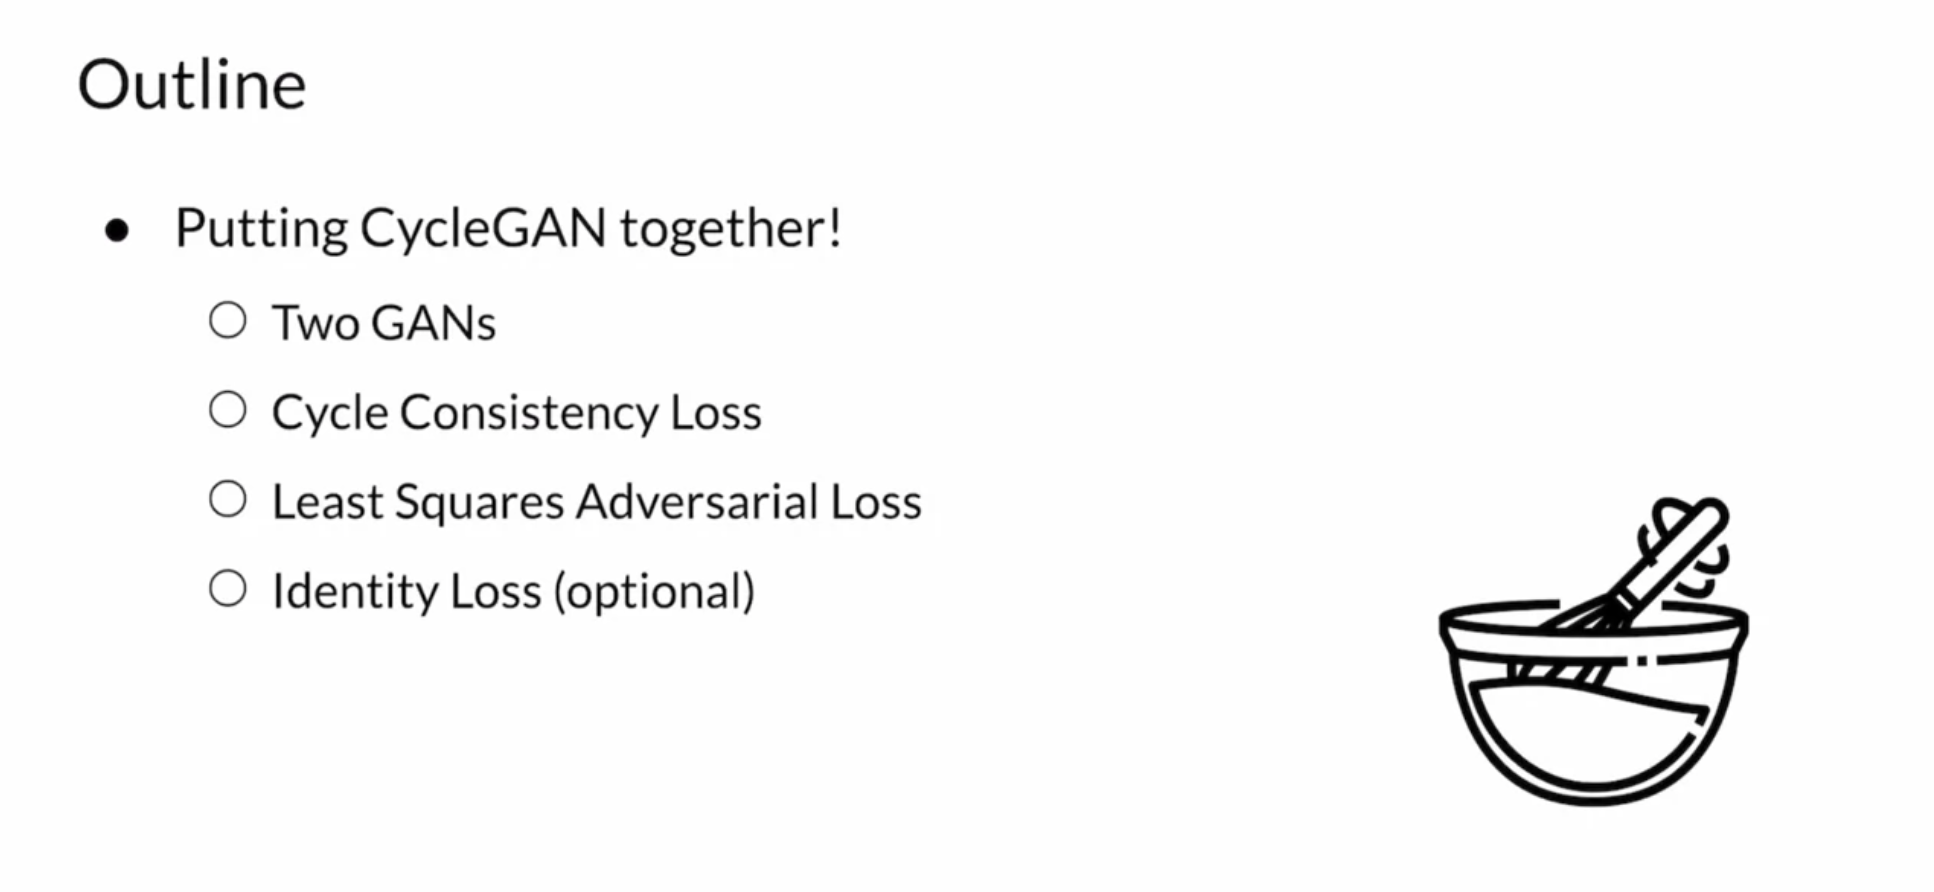 Outline
● Putting CycleGAN together!
○ Two GANs
○ Cycle Consistency Loss
○ Least Squares Adversarial Loss
○ Identity Loss (optional)